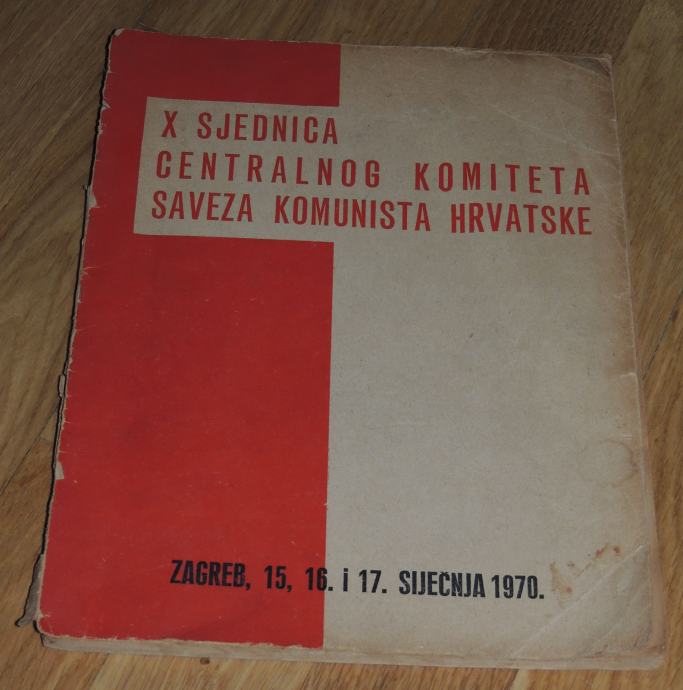 X SJEDNICA
CENTRALNOG KOMITETA
SAVEZA KOMUNISTA HRVATSKE
ZAGREB, 15, 16. i 17. SIJEČNJA 1970.